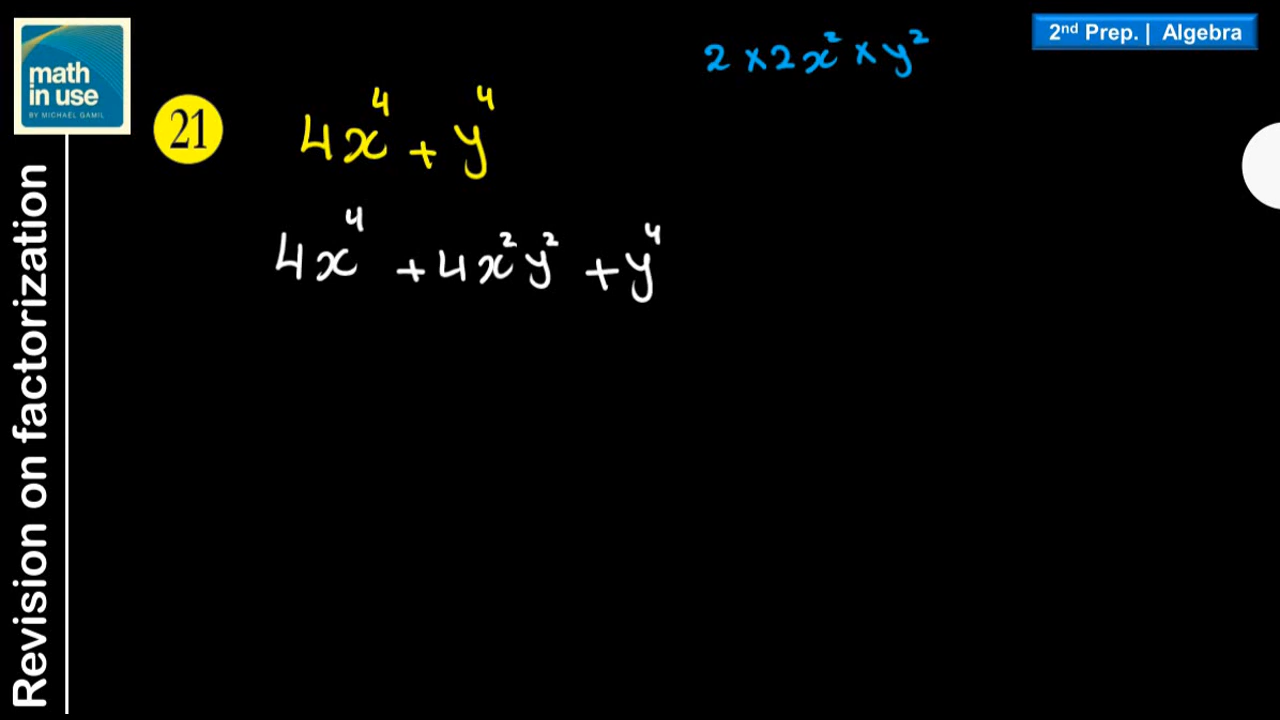 math
in use
BY MICHAEL GAMIL
2nd Prep. | Algebra
2 × 2x² × y²
21
4x⁴ + y⁴
4x⁴ + 4x²y² + y⁴
Revision on factorization